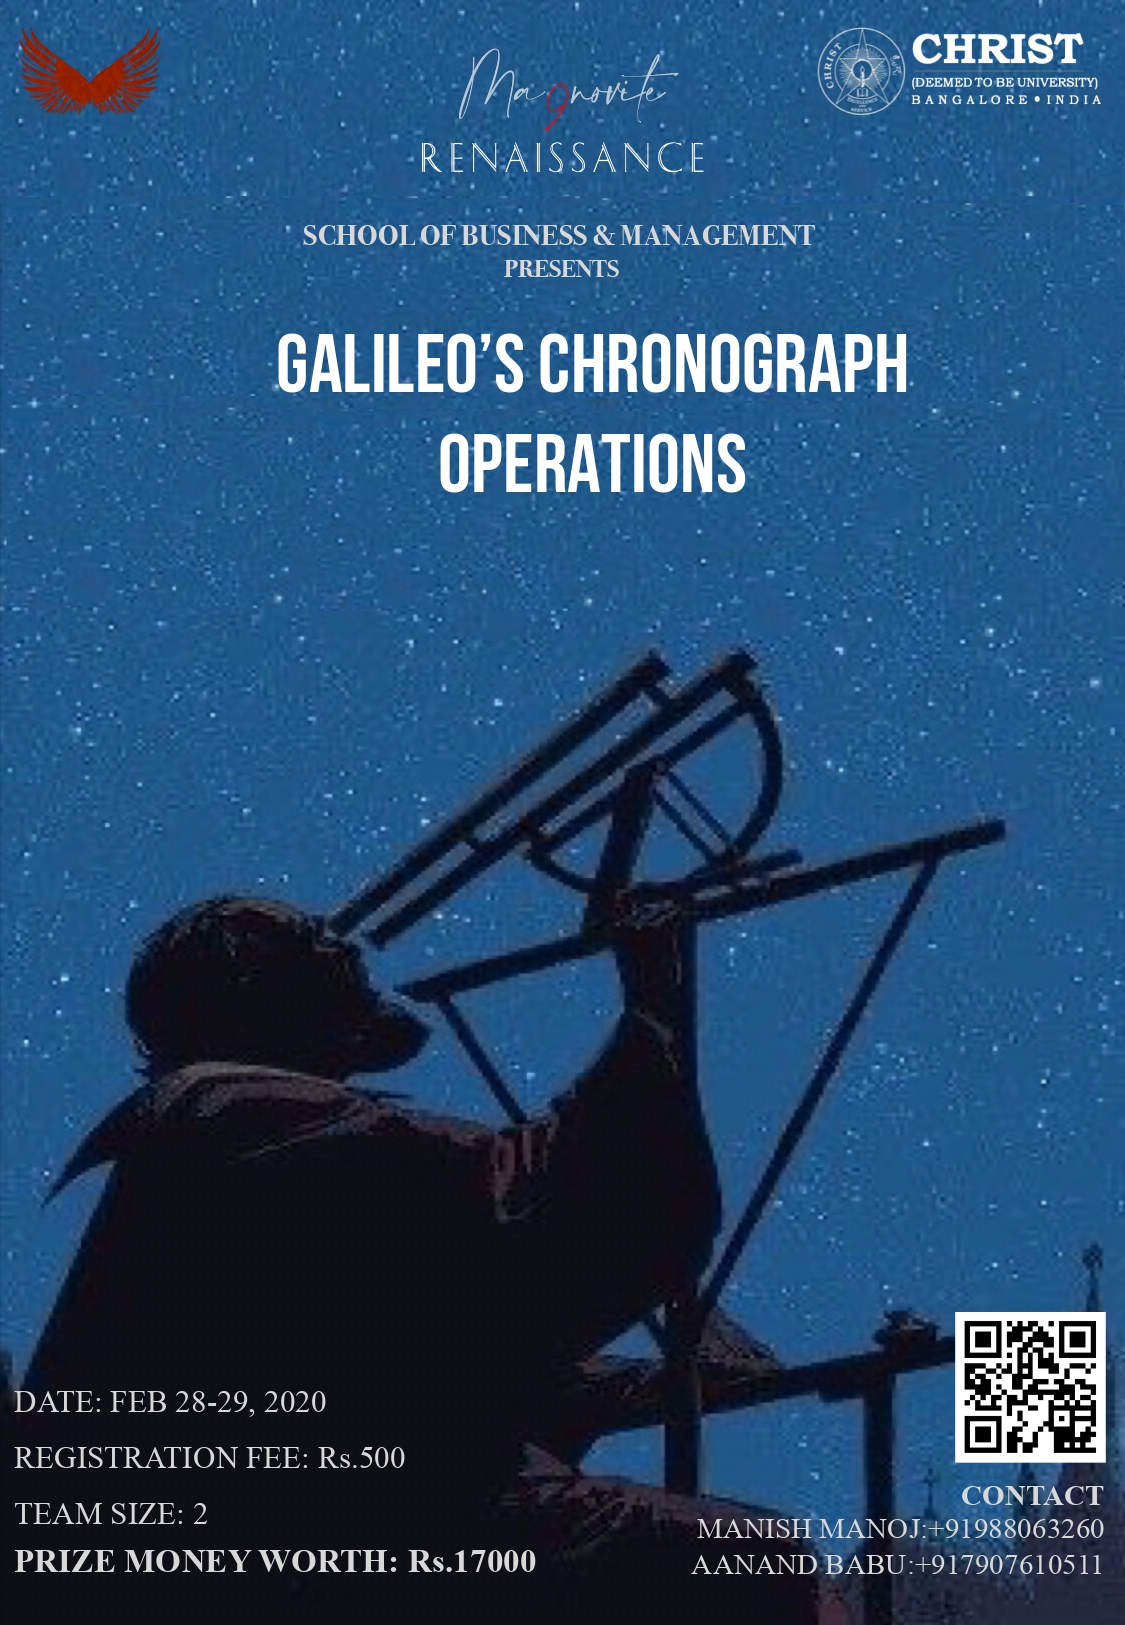 Magnovite
RENAISSANCE
CHRIST
(DEEMED TO BE UNIVERSITY)
BANGALORE • INDIA
SCHOOL OF BUSINESS & MANAGEMENT
PRESENTS
GALILEO’S CHRONOGRAPH
OPERATIONS
DATE: FEB 28-29, 2020
REGISTRATION FEE: Rs.500
TEAM SIZE: 2
PRIZE MONEY WORTH: Rs.17000
CONTACT
MANISH MANOJ:+91988063260
AANAND BABU:+917907610511